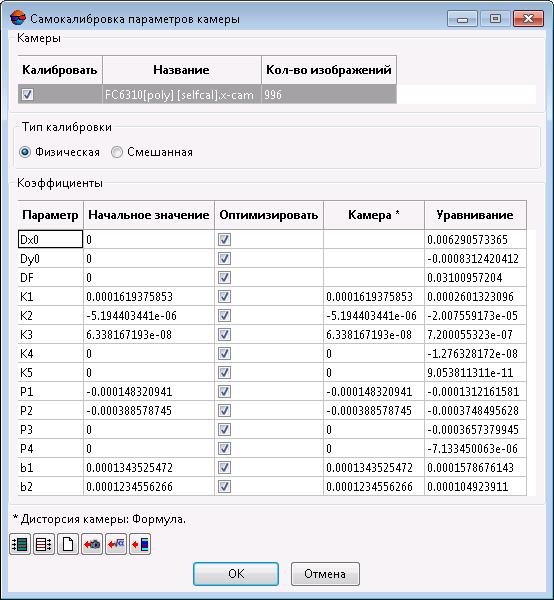 Самокалибровка параметров камеры
Камеры
Калибровать Название Кол-во изображений
FC6310[poly] [selfcal].x-cam 996
Тип калибровки
Физическая Смешанная
Коэффициенты
Параметр Начальное значение Оптимизировать Камера * Уравнивание
Dx0 0 0.006290573365
Dy0 0 -0.0008312420412
DF 0 0.03100957204
K1 0.0001619375853 0.0001619375853 0.0002601323096
K2 -5.194403441e-06 -5.194403441e-06 -2.007559173e-05
K3 6.338167193e-08 6.338167193e-08 7.200055323e-07
K4 0 0 -1.276328172e-08
K5 0 0 9.053811311e-11
P1 -0.000148320941 -0.000148320941 -0.0001312161581
P2 -0.000388578745 -0.000388578745 -0.0003748495628
P3 0 0 -0.0003657379945
P4 0 0 -7.133450063e-06
b1 0.0001343525472 0.0001343525472 0.0001578676143
b2 0.0001234556266 0.0001234556266 0.000104923911
* Дисторсия камеры: Формула.
OK Отмена